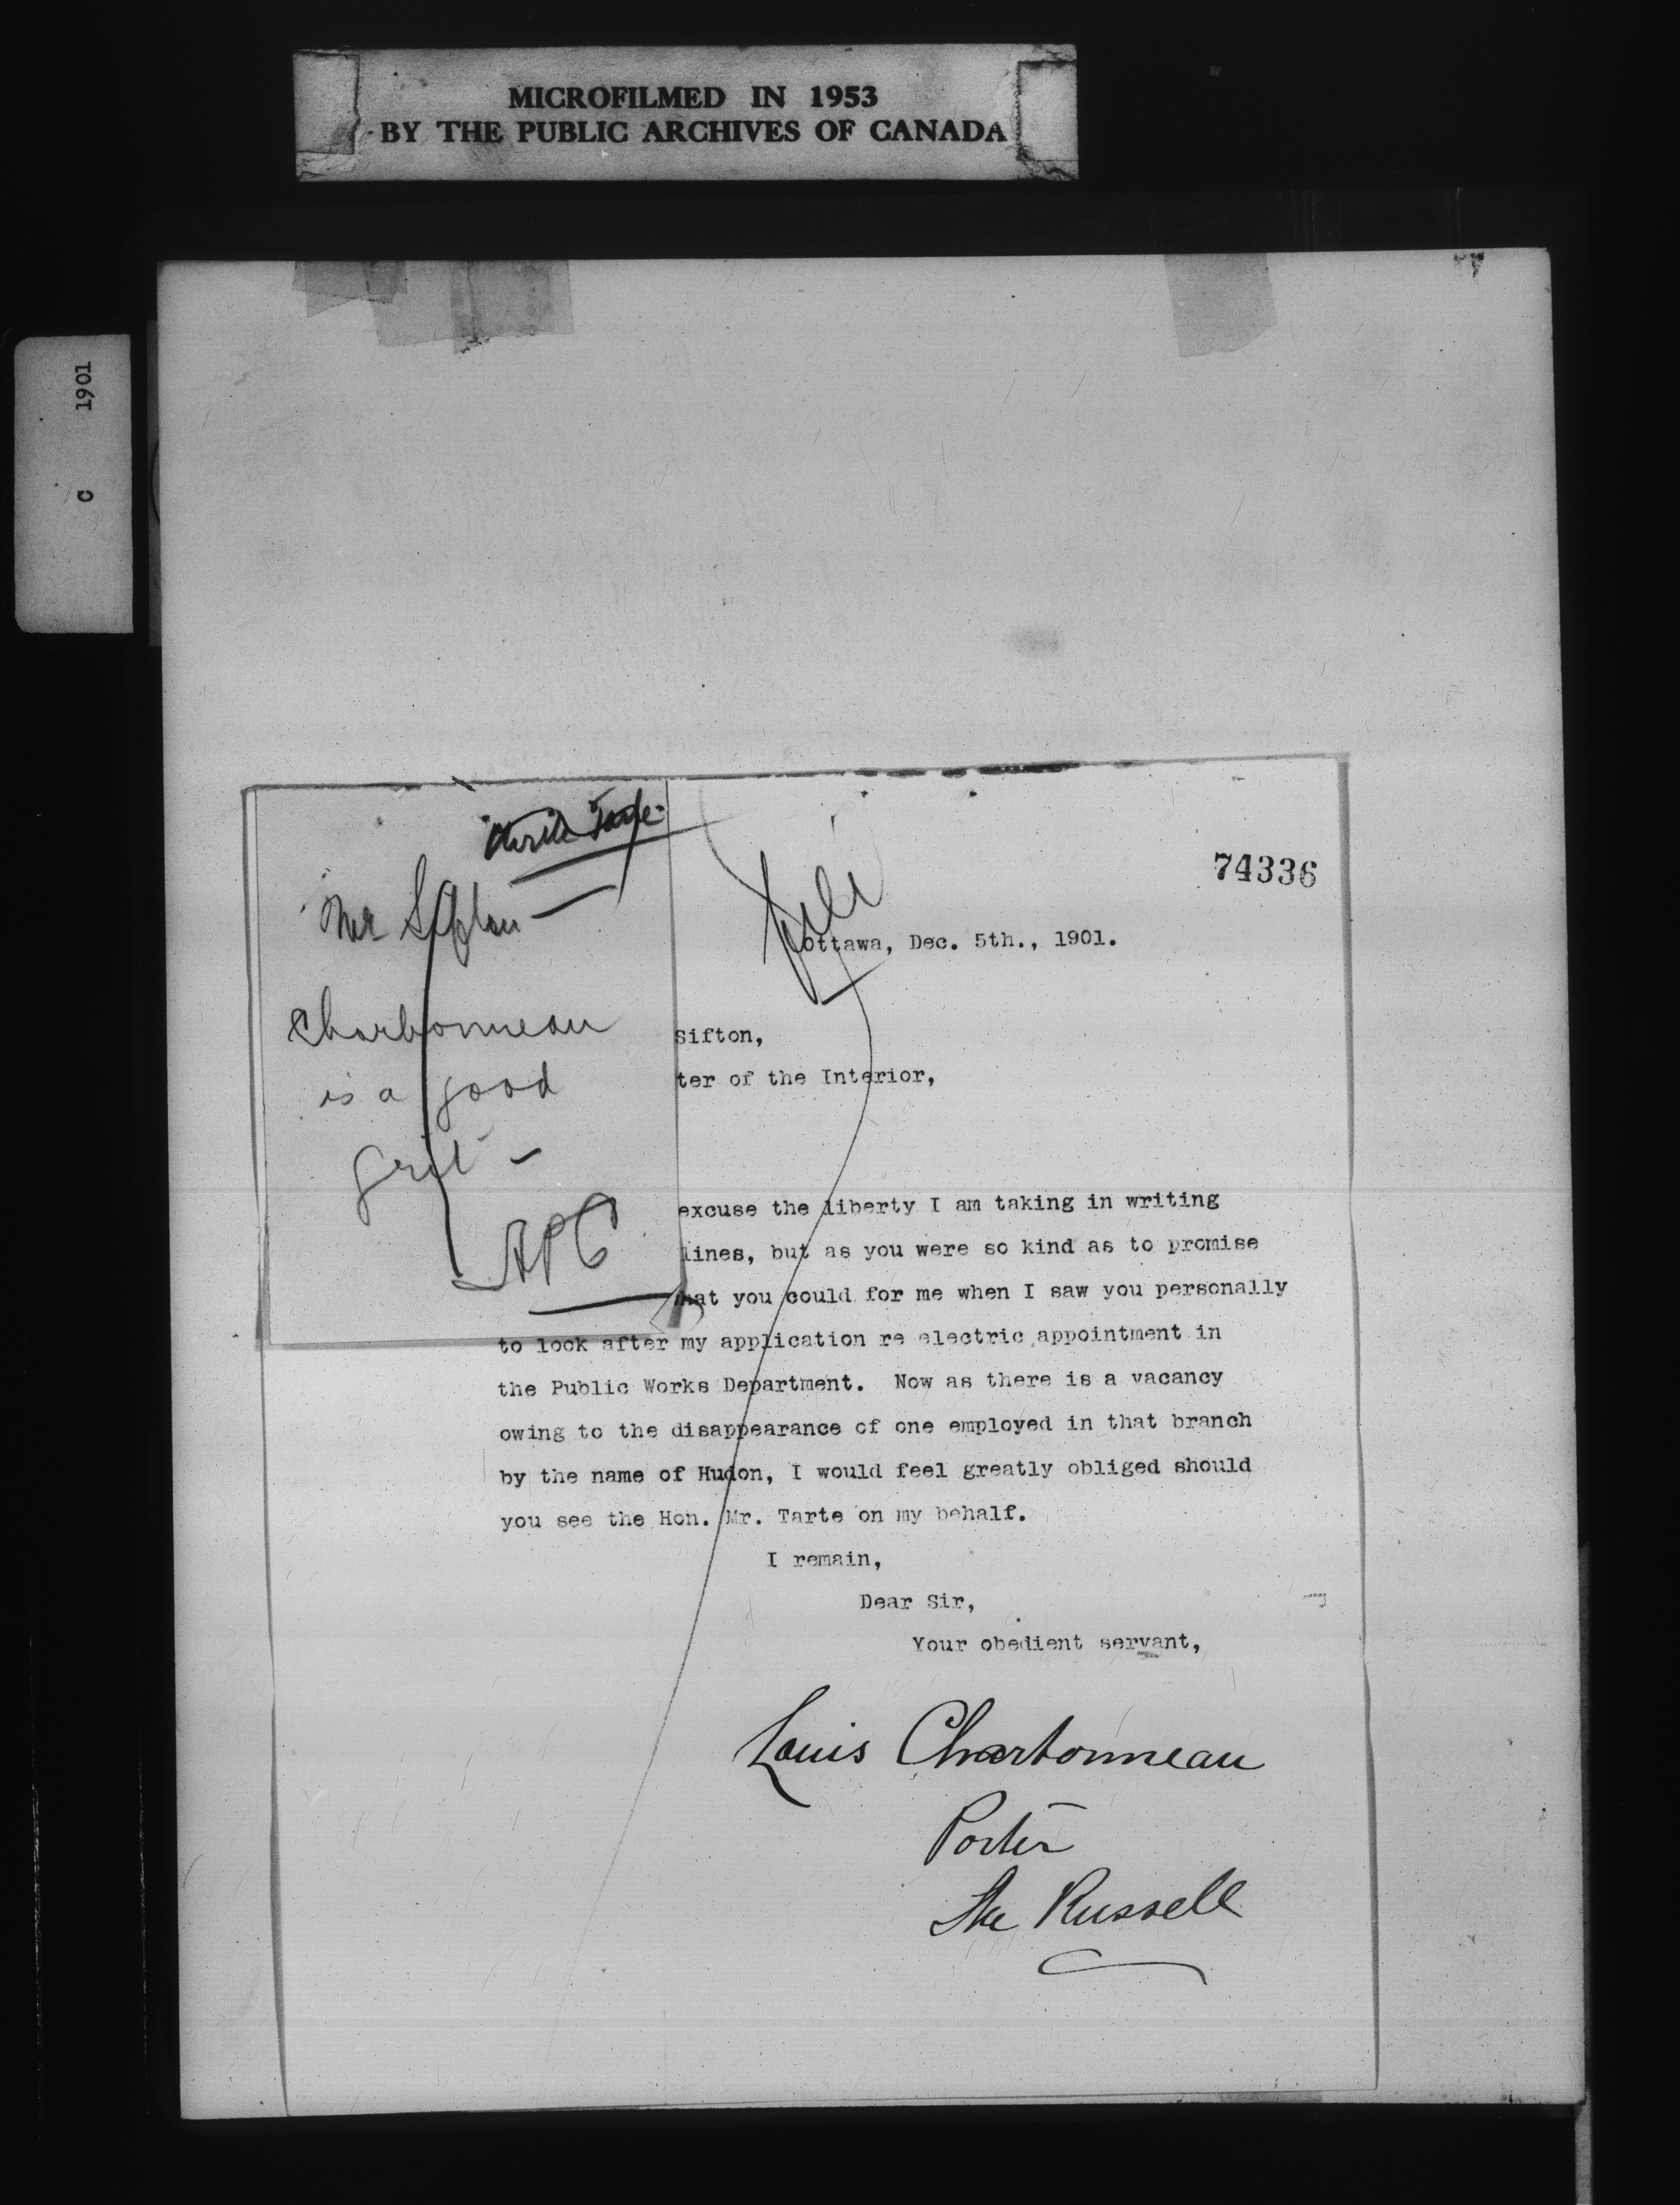 MICROFILMED IN 1953
BY THE PUBLIC ARCHIVES OF CANADA
C 1901
Write Tarte
Mr Sifton
Charbonneau
is a good
grit
APC
File
74336
Ottawa, Dec. 5th., 1901.
Sifton,
ter of the Interior,
excuse the liberty I am taking in writing
lines, but as you were so kind as to promise
hat you could for me when I saw you personally
to look after my application re electric appointment in
the Public Works Department. Now as there is a vacancy
owing to the disappearance of one employed in that branch
by the name of Hudon, I would feel greatly obliged should
you see the Hon. Mr. Tarte on my behalf.
I remain,
Dear Sir,
Your obedient servant,
Louis Charbonneau
Porter
The Russell